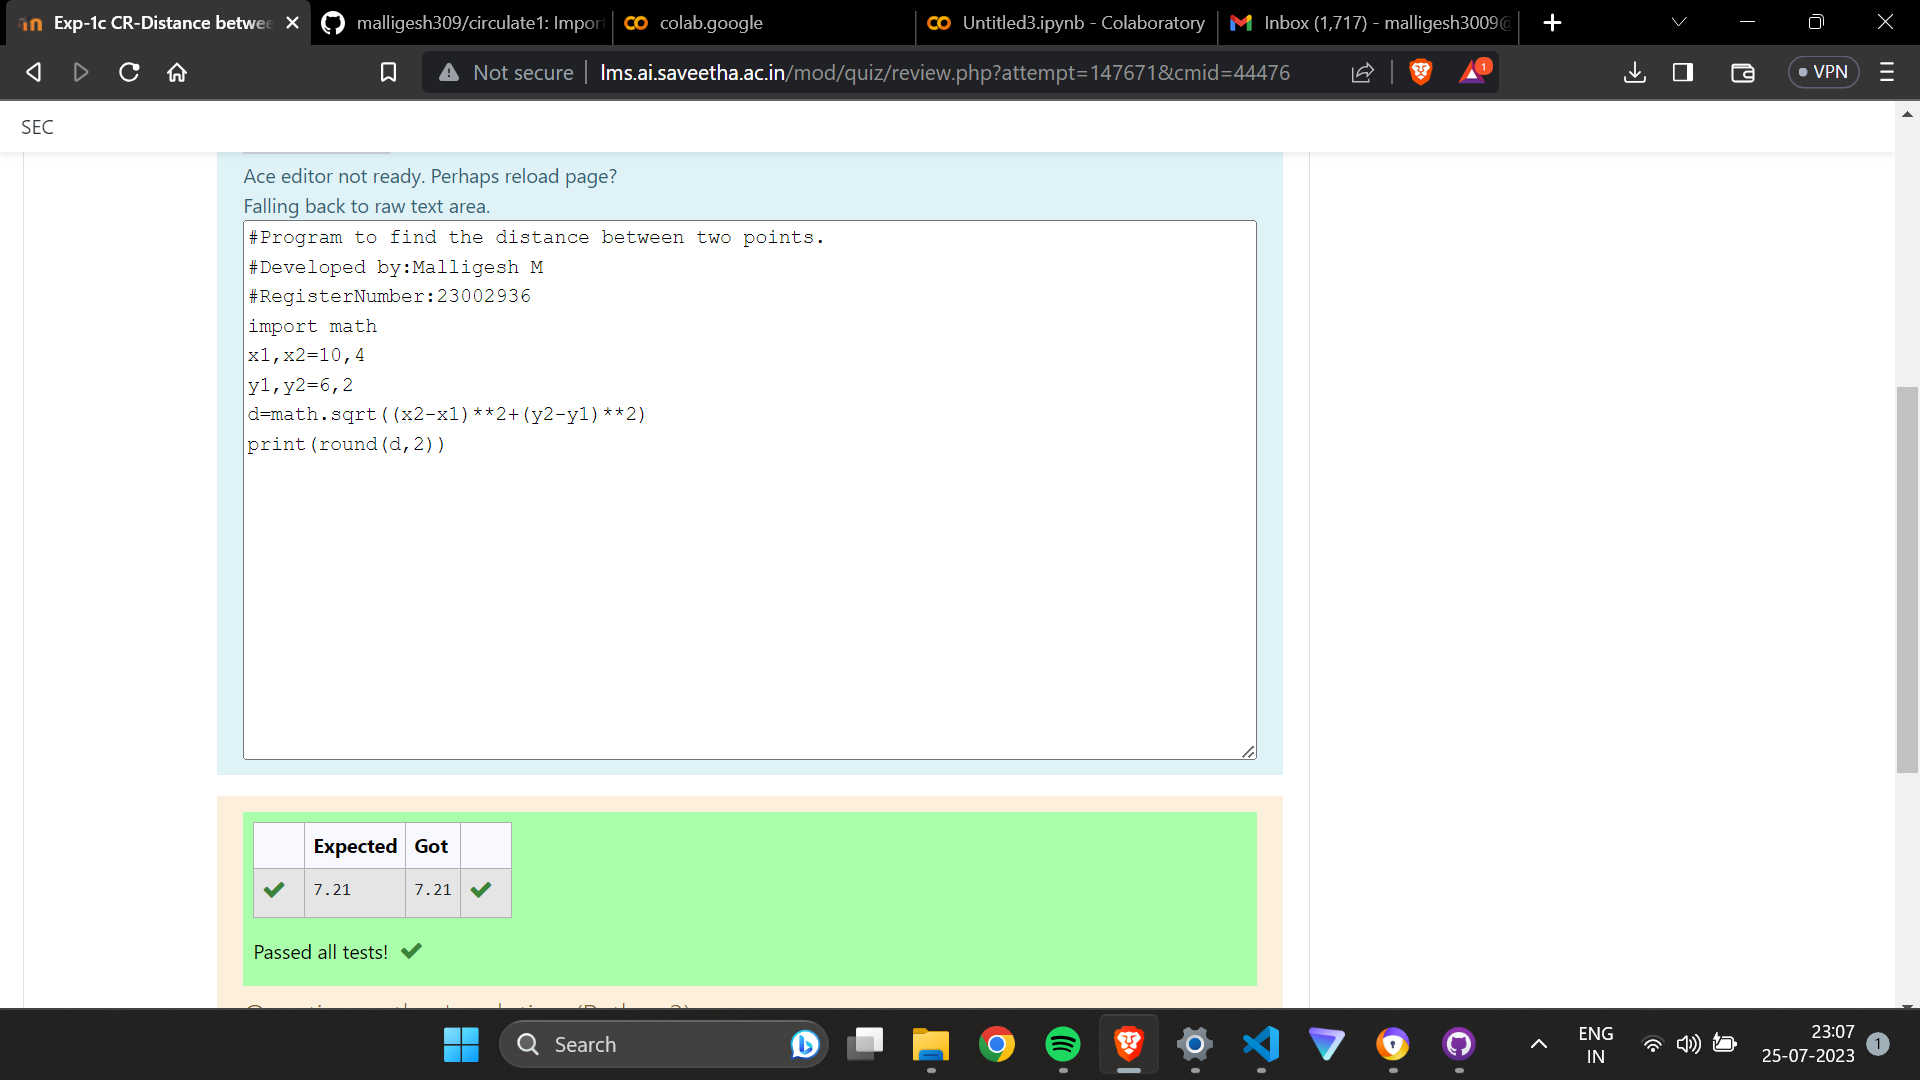 Exp-1c CR-Distance betwee
malligesh309/circulate1: Impor
colab.google
Untitled3.ipynb - Colaboratory
Inbox (1,717) - malligesh3009@
Not secure
lms.ai.saveetha.ac.in/mod/quiz/review.php?attempt=147671&cmid=44476
1
VPN
SEC
Ace editor not ready. Perhaps reload page?
Falling back to raw text area.
#Program to find the distance between two points.
#Developed by:Malligesh M
#RegisterNumber:23002936
import math
x1,x2=10,4
y1,y2=6,2
d=math.sqrt((x2-x1)**2+(y2-y1)**2)
print(round(d,2))
Expected Got
7.21 7.21
Passed all tests!
Search
ENG
IN
23:07
25-07-2023
1